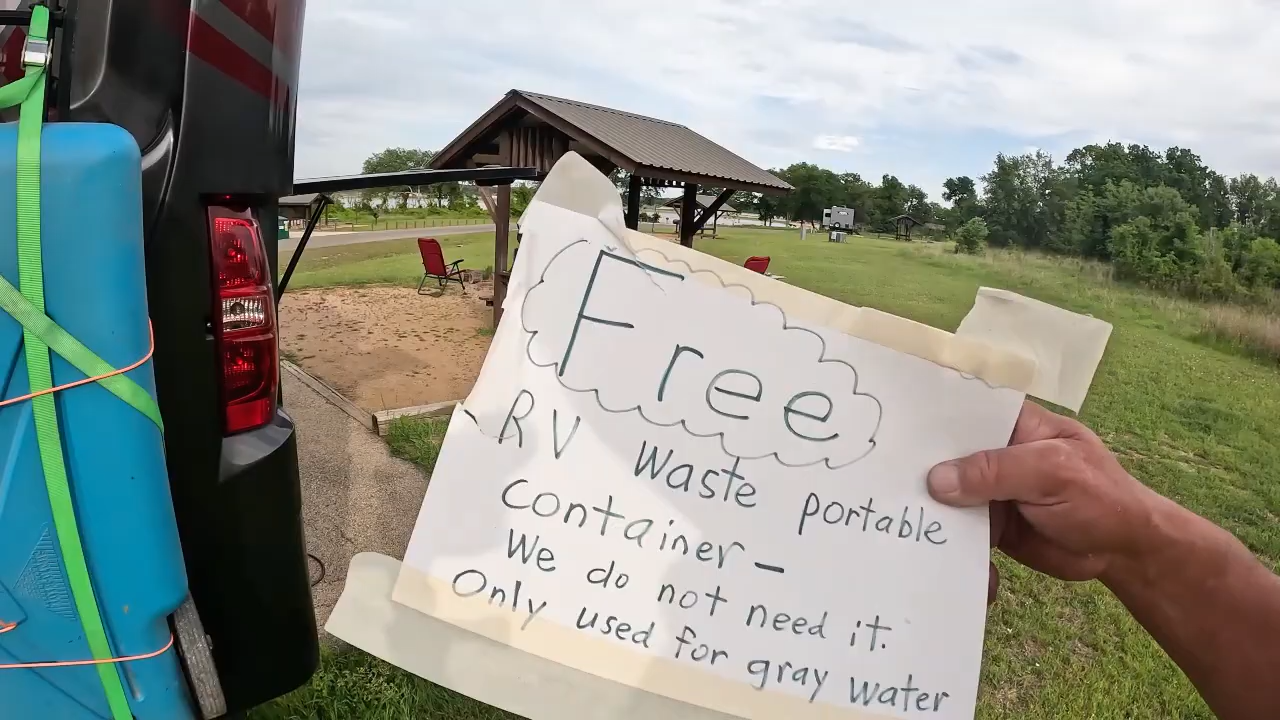 Free
RV Waste portable
container –
We do not need it.
Only used for gray water